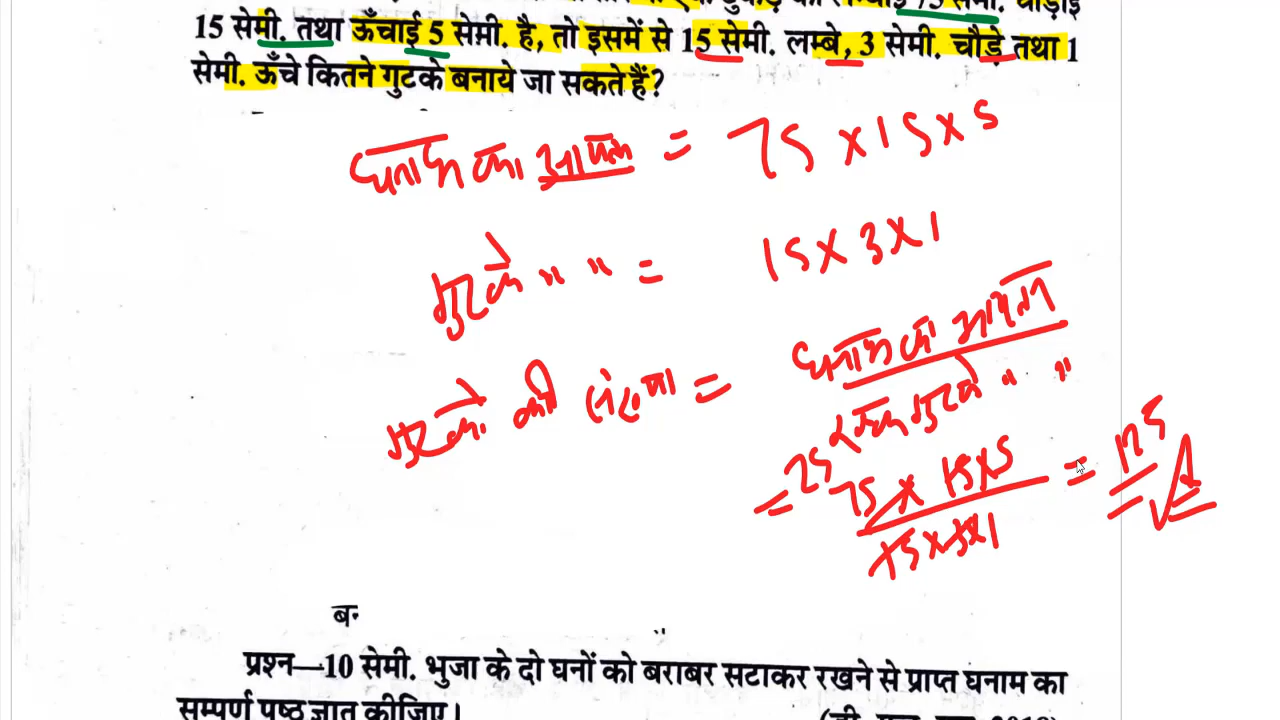 75 सेमी. चौड़ाई
15 सेमी. तथा ऊँचाई 5 सेमी. है, तो इसमें से 15 सेमी. लम्बे, 3 सेमी. चौड़े तथा 1
सेमी. ऊँचे कितने गुटके बनाये जा सकते हैं?
घनाभ का आयतन = 75 × 15 × 5
गुटके " " = 15 × 3 × 1
गुटको की संख्या = घनाभ का आयतन
एक गुटके " "
= 25 75 × 15 × 5 = 125
15 × 3 × 1
ब
प्रश्न—10 सेमी. भुजा के दो घनों को बराबर सटाकर रखने से प्राप्त घनाम का
सम्पूर्ण पृष्ठ ज्ञात कीजिए।